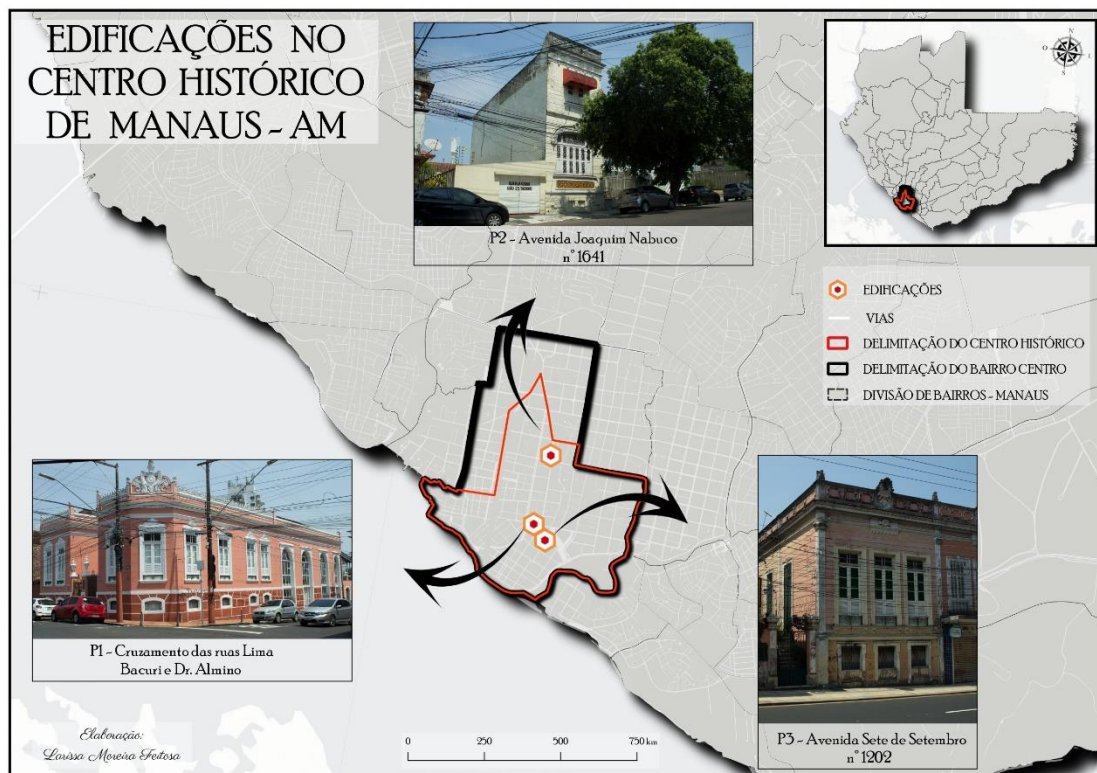 EDIFICAÇÕES NO
CENTRO HISTÓRICO
DE MANAUS - AM
P2 - Avenida Joaquim Nabuco
n° 1641
N
O
L
S
EDIFICAÇÕES
VIAS
DELIMITAÇÃO DO CENTRO HISTÓRICO
DELIMITAÇÃO DO BAIRRO CENTRO
DIVISÃO DE BAIRROS - MANAUS
P1 - Cruzamento das ruas Lima
Bacuri e Dr. Almino
P3 - Avenida Sete de Setembro
n° 1202
Elaboração:
Larissa Moreira Feitosa
0 250 500 750 km